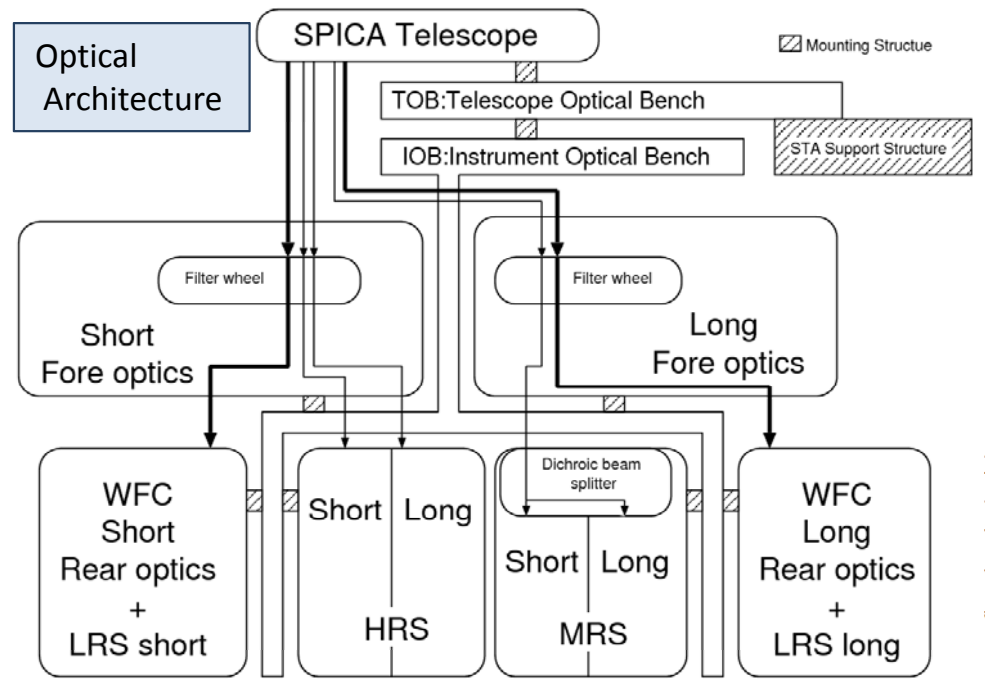 Optical
Architecture
SPICA Telescope
Mounting Structue
TOB:Telescope Optical Bench
IOB:Instrument Optical Bench
STA Support Structure
Filter wheel
Short
Fore optics
Filter wheel
Long
Fore optics
WFC
Short
Rear optics
+
LRS short
Short
Long
HRS
Dichroic beam
splitter
Short
Long
MRS
WFC
Long
Rear optics
+
LRS long